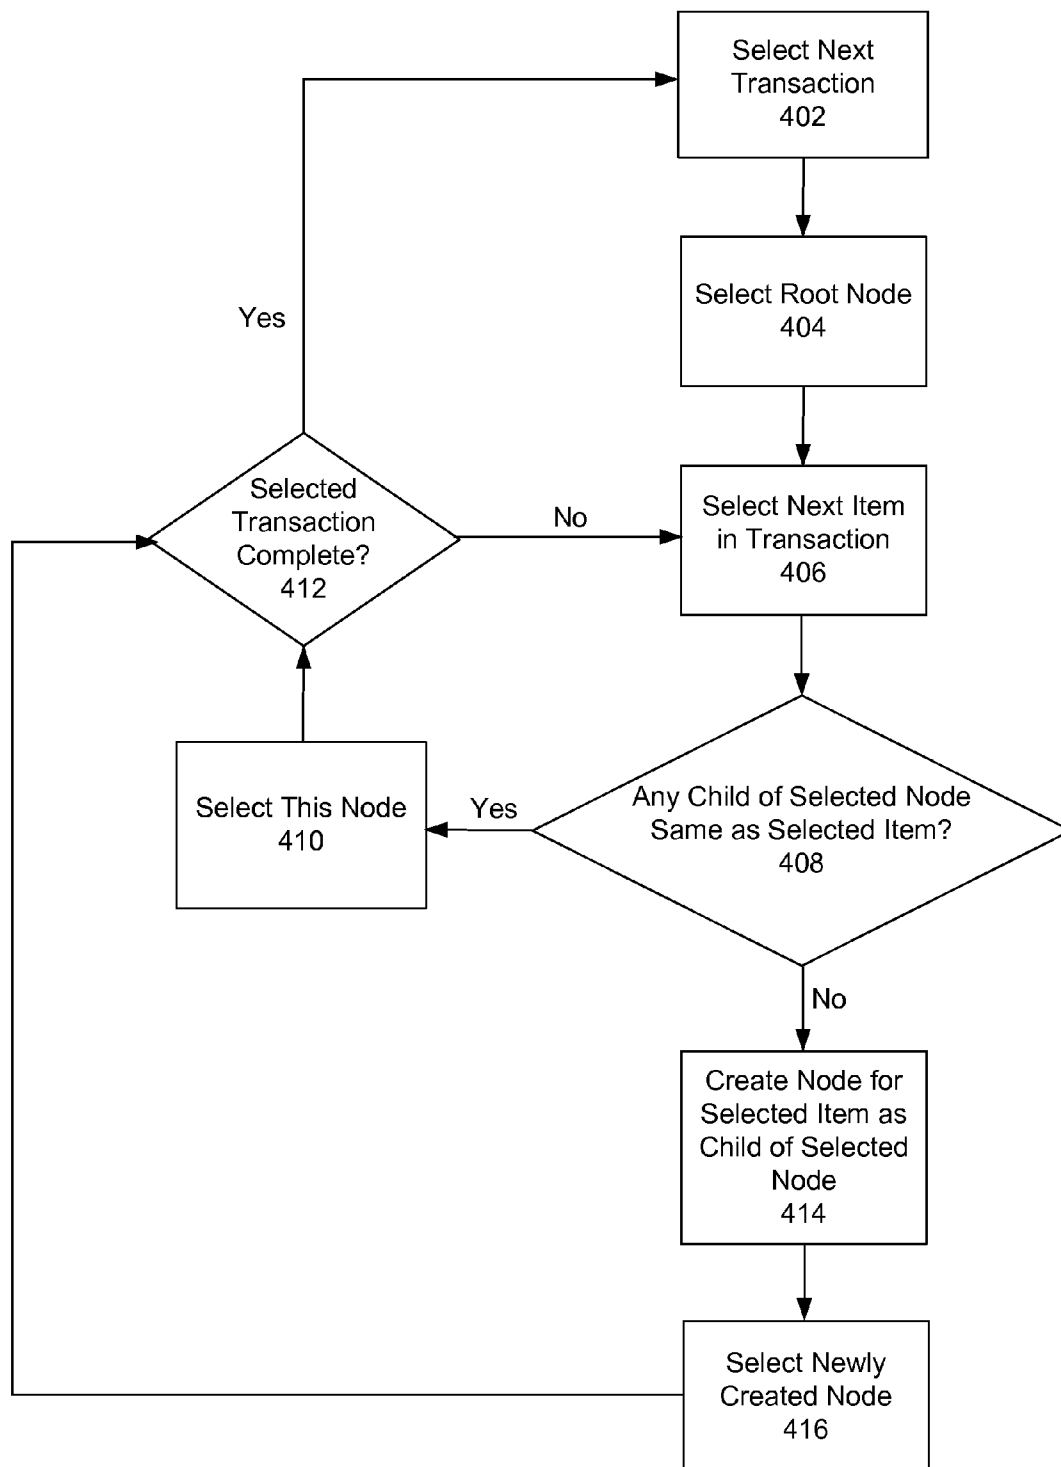 Select Next
Transaction
402
Select Root Node
404
Yes
Selected
Transaction
Complete?
412
No
Select Next Item
in Transaction
406
Select This Node
410
Yes
Any Child of Selected Node
Same as Selected Item?
408
No
Create Node for
Selected Item as
Child of Selected
Node
414
Select Newly
Created Node
416